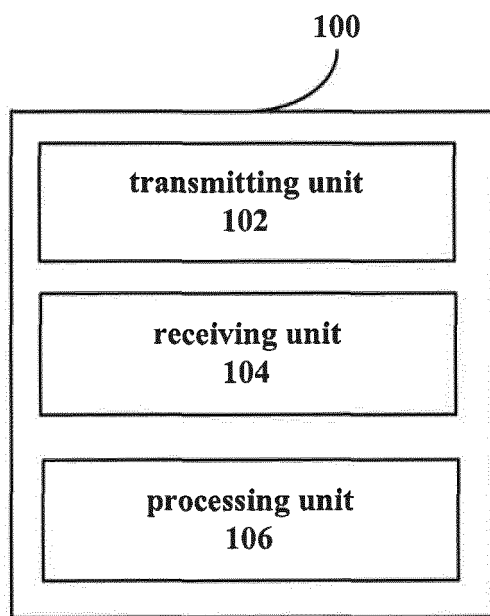 100
transmitting unit
102
receiving unit
104
processing unit
106